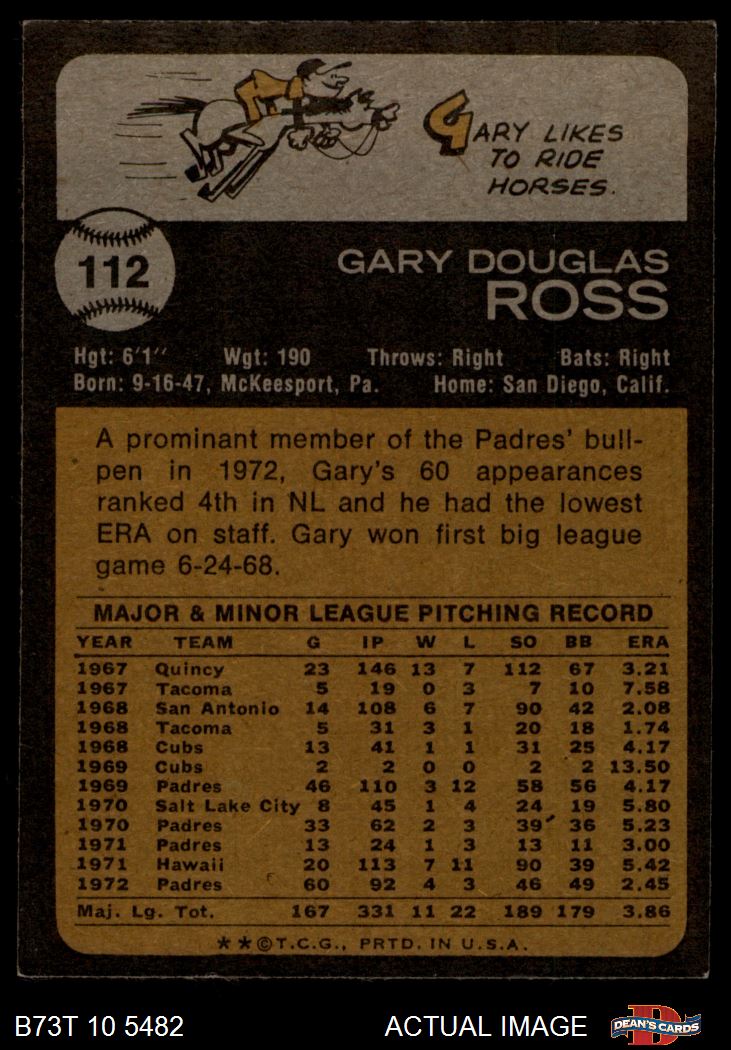 GARY LIKES
TO RIDE
HORSES.
112
GARY DOUGLAS
ROSS
Hgt: 6'1" Wgt: 190 Throws: Right Bats: Right
Born: 9-16-47, McKeesport, Pa. Home: San Diego, Calif.
A prominant member of the Padres' bull-
pen in 1972, Gary's 60 appearances
ranked 4th in NL and he had the lowest
ERA on staff. Gary won first big league
game 6-24-68.
MAJOR & MINOR LEAGUE PITCHING RECORD
YEAR TEAM G IP W L SO BB ERA
1967 Quincy 23 146 13 7 112 67 3.21
1967 Tacoma 5 19 0 3 7 10 7.58
1968 San Antonio 14 108 6 7 90 42 2.08
1968 Tacoma 5 31 3 1 20 18 1.74
1968 Cubs 13 41 1 1 31 25 4.17
1969 Cubs 2 2 0 0 2 2 13.50
1969 Padres 46 110 3 12 58 56 4.17
1970 Salt Lake City 8 45 1 4 24 19 5.80
1970 Padres 33 62 2 3 39 36 5.23
1971 Padres 13 24 1 3 13 11 3.00
1971 Hawaii 20 113 7 11 90 39 5.42
1972 Padres 60 92 4 3 46 49 2.45
Maj. Lg. Tot. 167 331 11 22 189 179 3.86
**©T.C.G., PRTD. IN U.S.A.
B73T 10 5482 ACTUAL IMAGE DEAN'S CARDS